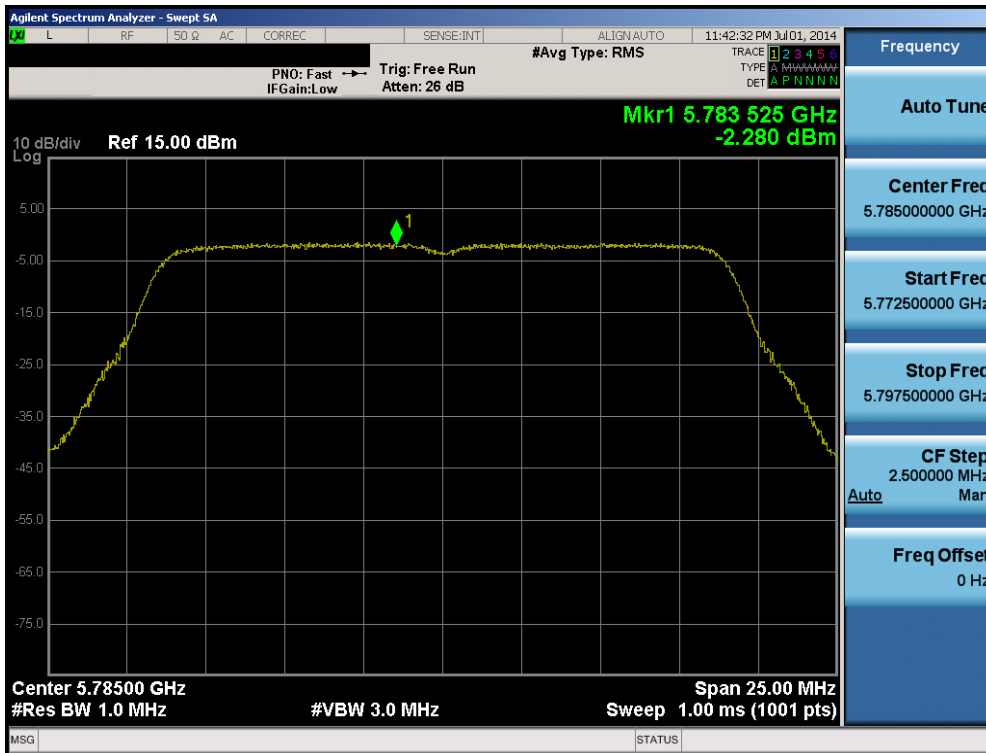 Agilent Spectrum Analyzer - Swept SA
LXI L RF 50 Ω AC CORREC SENSE:INT ALIGN AUTO 11:42:32 PM Jul 01, 2014
#Avg Type: RMS
TRACE 1 2 3 4 5 6
TYPE A M W W W W W
DET A P N N N N
PNO: Fast
IFGain:Low
Trig: Free Run
Atten: 26 dB
Mkr1 5.783 525 GHz
-2.280 dBm
10 dB/div Ref 15.00 dBm
Log
5.00
-5.00
-15.0
-25.0
-35.0
-45.0
-55.0
-65.0
-75.0
1
Center 5.78500 GHz Span 25.00 MHz
#Res BW 1.0 MHz #VBW 3.0 MHz Sweep 1.00 ms (1001 pts)
MSG STATUS
Frequency
Auto Tune
Center Freq
5.785000000 GHz
Start Freq
5.772500000 GHz
Stop Freq
5.797500000 GHz
CF Step
2.500000 MHz
Auto Man
Freq Offset
0 Hz